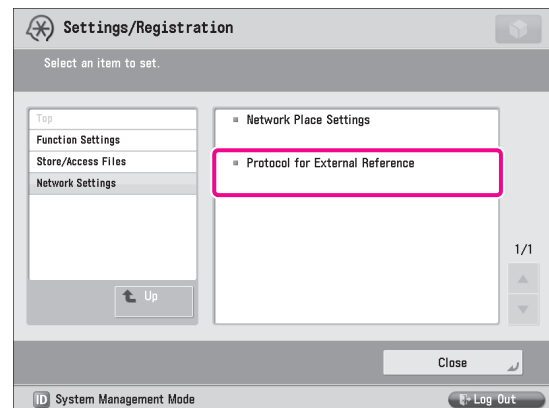 Settings/Registration
Select an item to set.
Top
Function Settings
Store/Access Files
Network Settings
Up
Network Place Settings
Protocol for External Reference
1/1
Close
ID System Management Mode
Log Out